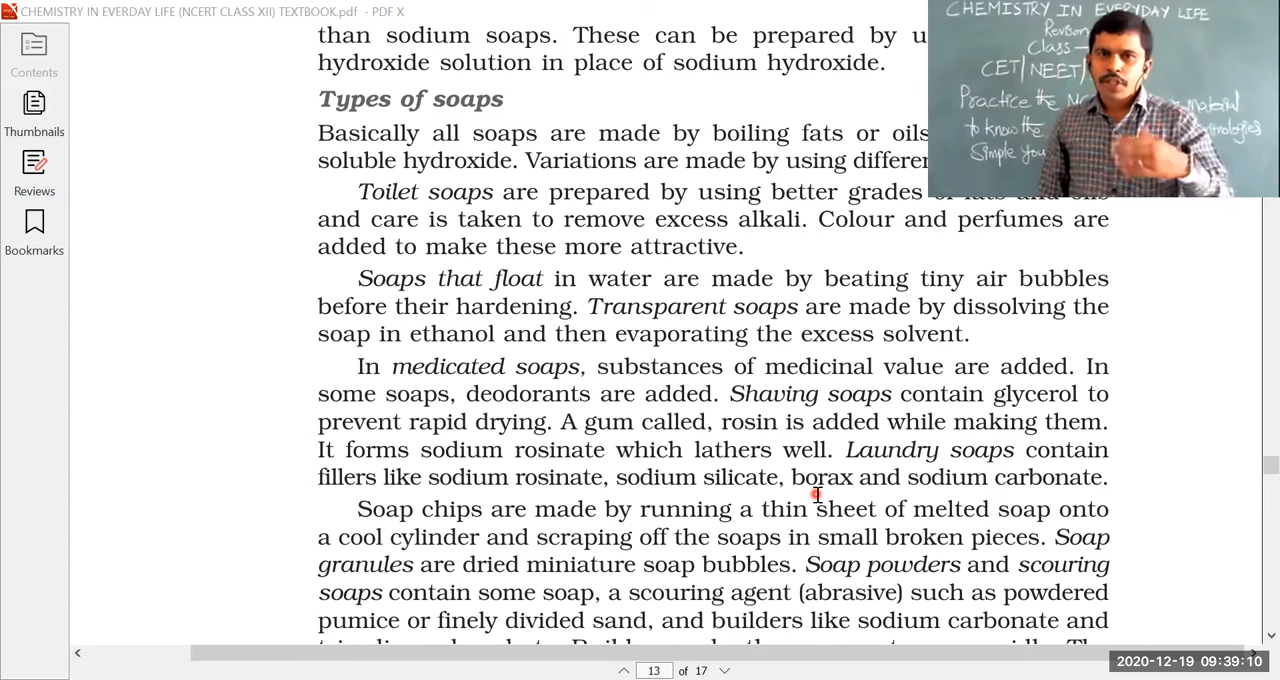 CHEMISTRY IN EVERDAY LIFE (NCERT CLASS XII) TEXTBOOK.pdf - PDF X
CHEMISTRY IN EVERYDAY LIFE
Class –
CET/ NEET/
Practice the
Material
to know the
Simple
Contents
Thumbnails
Reviews
Bookmarks
than sodium soaps. These can be prepared by
hydroxide solution in place of sodium hydroxide.
Types of soaps
Basically all soaps are made by boiling fats or oils
soluble hydroxide. Variations are made by using
Toilet soaps are prepared by using better grades
and care is taken to remove excess alkali. Colour and perfumes are
added to make these more attractive.
Soaps that float in water are made by beating tiny air bubbles
before their hardening. Transparent soaps are made by dissolving the
soap in ethanol and then evaporating the excess solvent.
In medicated soaps, substances of medicinal value are added. In
some soaps, deodorants are added. Shaving soaps contain glycerol to
prevent rapid drying. A gum called, rosin is added while making them.
It forms sodium rosinate which lathers well. Laundry soaps contain
fillers like sodium rosinate, sodium silicate, borax and sodium carbonate.
Soap chips are made by running a thin sheet of melted soap onto
a cool cylinder and scraping off the soaps in small broken pieces. Soap
granules are dried miniature soap bubbles. Soap powders and scouring
soaps contain some soap, a scouring agent (abrasive) such as powdered
pumice or finely divided sand, and builders like sodium carbonate and
13 of 17
2020-12-19 09:39:10